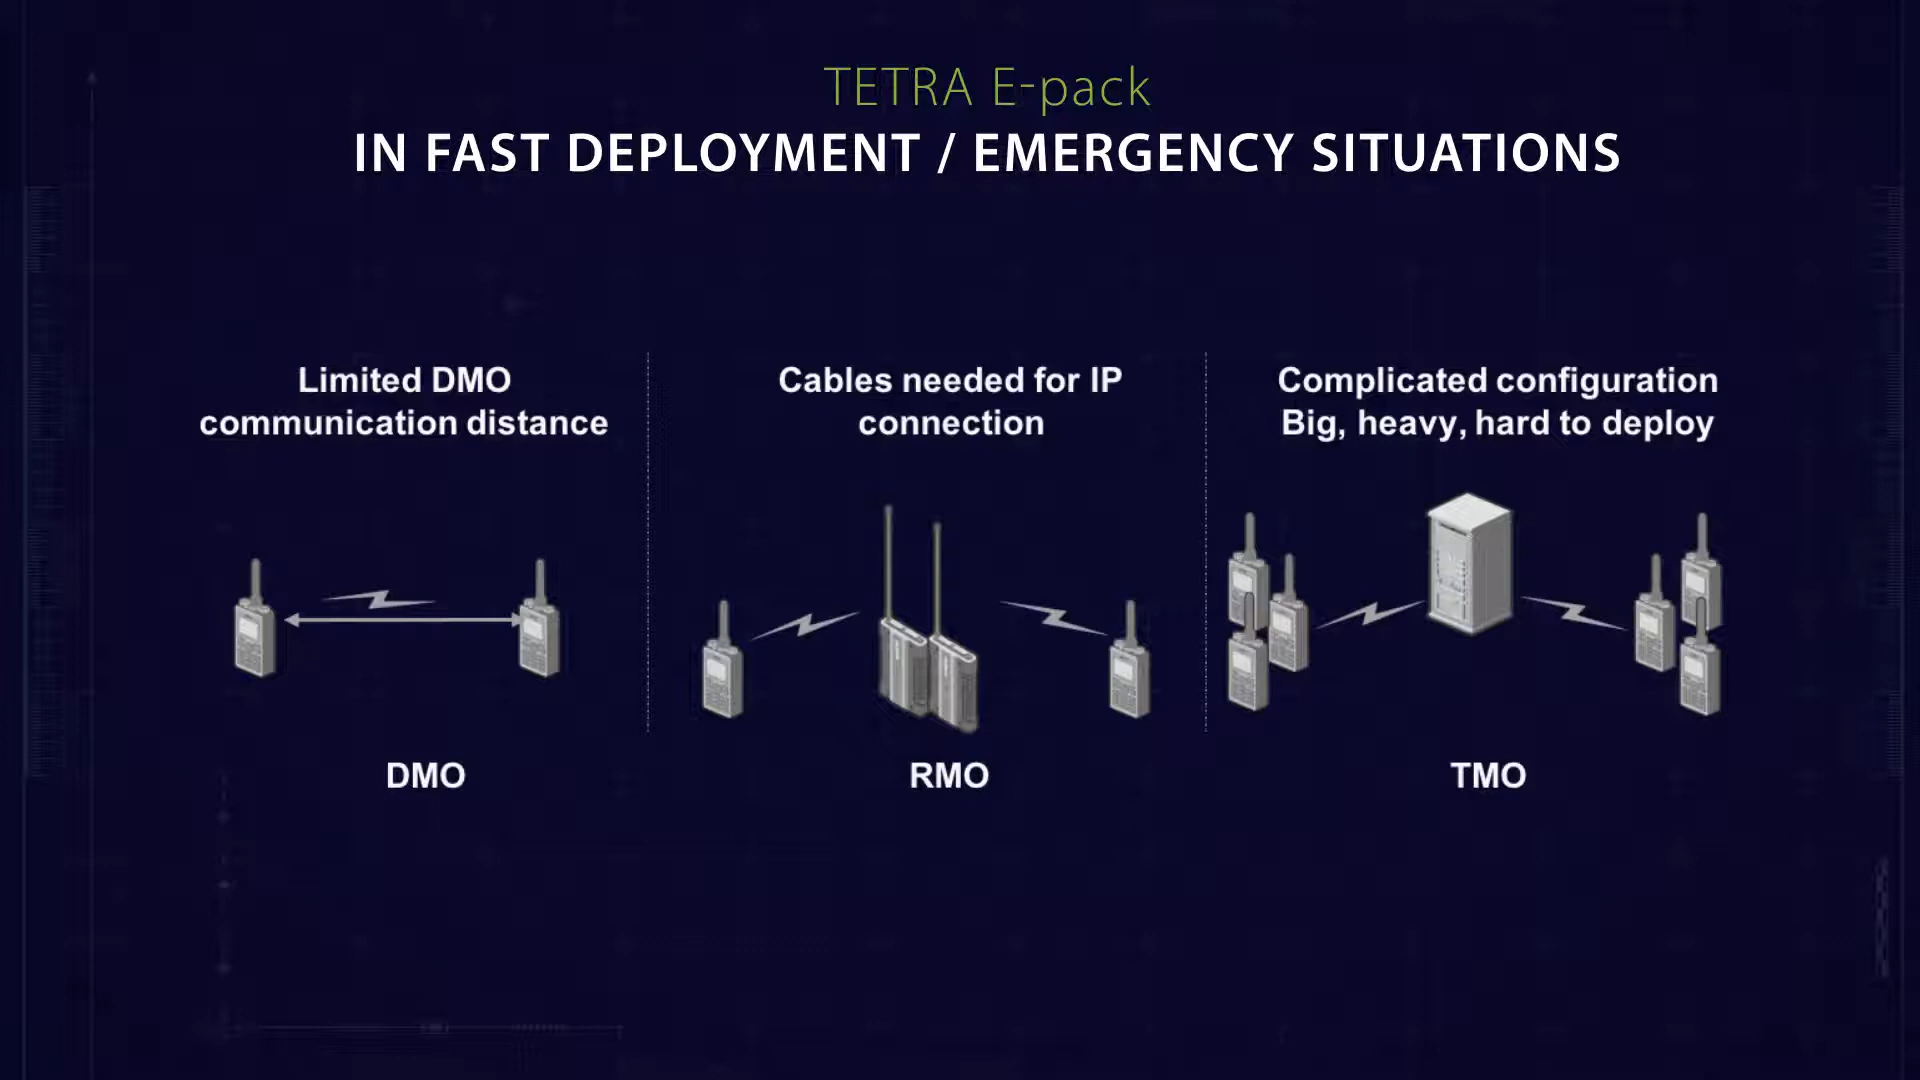 TETRA E-pack
IN FAST DEPLOYMENT / EMERGENCY SITUATIONS
Limited DMO
communication distance
Cables needed for IP
connection
Complicated configuration
Big, heavy, hard to deploy
DMO
RMO
TMO